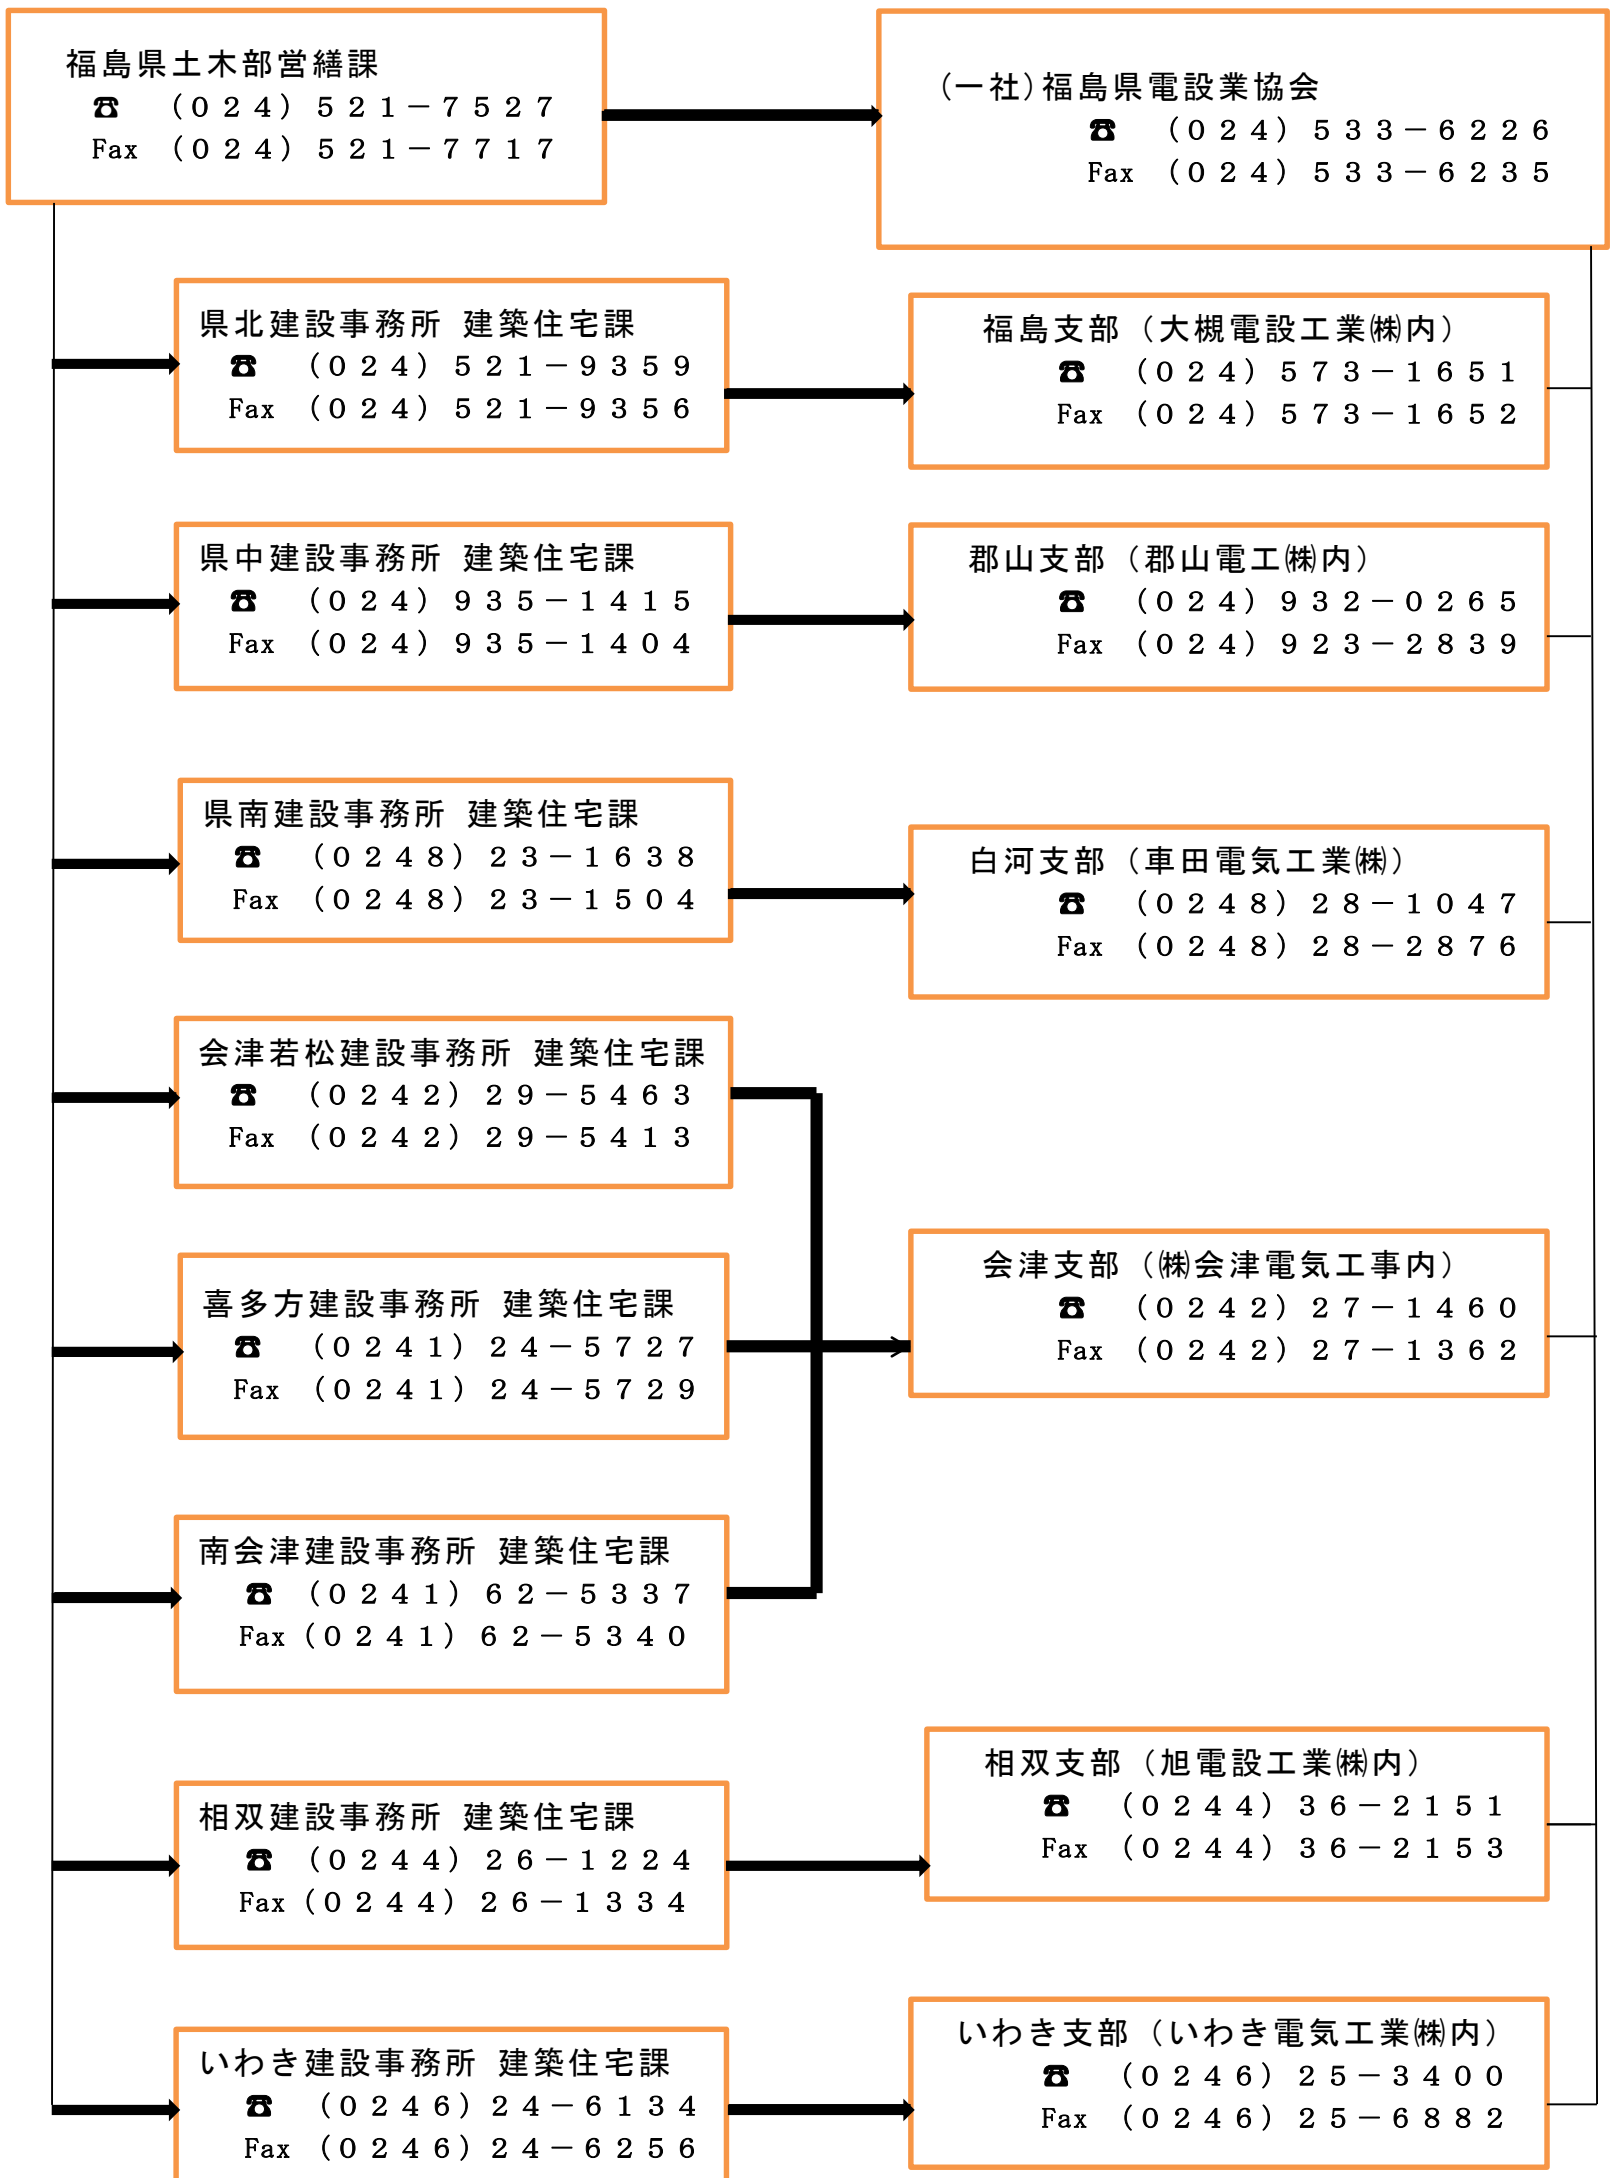 福島県土木部営繕課
☎ （０２４）５２１－７５２７
Fax （０２４）５２１－７７１７
（一社）福島県電設業協会
☎ （０２４）５３３－６２２６
Fax （０２４）５３３－６２３５
県北建設事務所 建築住宅課
☎ （０２４）５２１－９３５９
Fax （０２４）５２１－９３５６
福島支部（大槻電設工業㈱内）
☎ （０２４）５７３－１６５１
Fax （０２４）５７３－１６５２
県中建設事務所 建築住宅課
☎ （０２４）９３５－１４１５
Fax （０２４）９３５－１４０４
郡山支部（郡山電工㈱内）
☎ （０２４）９３２－０２６５
Fax （０２４）９２３－２８３９
県南建設事務所 建築住宅課
☎ （０２４８）２３－１６３８
Fax （０２４８）２３－１５０４
白河支部（車田電気工業㈱）
☎ （０２４８）２８－１０４７
Fax （０２４８）２８－２８７６
会津若松建設事務所 建築住宅課
☎ （０２４２）２９－５４６３
Fax （０２４２）２９－５４１３
喜多方建設事務所 建築住宅課
☎ （０２４１）２４－５７２７
Fax （０２４１）２４－５７２９
会津支部（㈱会津電気工事内）
☎ （０２４２）２７－１４６０
Fax （０２４２）２７－１３６２
南会津建設事務所 建築住宅課
☎ （０２４１）６２－５３３７
Fax（０２４１）６２－５３４０
相双建設事務所 建築住宅課
☎ （０２４４）２６－１２２４
Fax（０２４４）２６－１３３４
相双支部（旭電設工業㈱内）
☎ （０２４４）３６－２１５１
Fax （０２４４）３６－２１５３
いわき建設事務所 建築住宅課
☎ （０２４６）２４－６１３４
Fax （０２４６）２４－６２５６
いわき支部（いわき電気工業㈱内）
☎ （０２４６）２５－３４００
Fax （０２４６）２５－６８８２